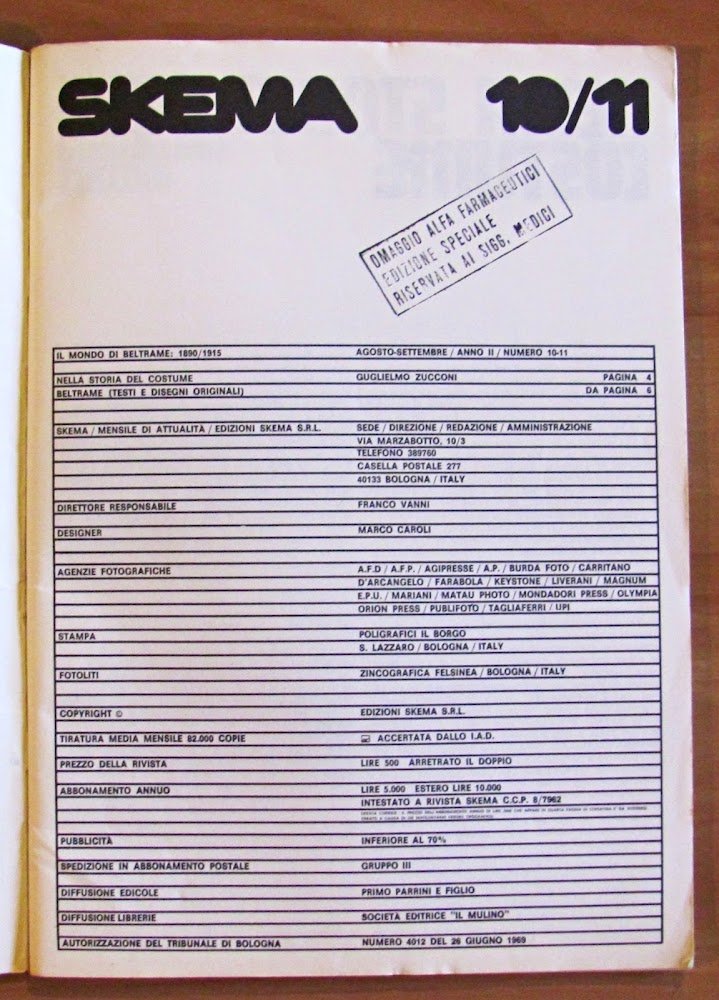 SKEMA 10/11
OMAGGIO ALFA FARMACEUTICI
EDIZIONE SPECIALE
RISERVATA AI SIGG. MEDICI
IL MONDO DI BELTRAME: 1890/1915 AGOSTO-SETTEMBRE / ANNO II / NUMERO 10-11
NELLA STORIA DEL COSTUME GUGLIELMO ZUCCONI PAGINA 4
BELTRAME (TESTI E DISEGNI ORIGINALI) DA PAGINA 6
SKEMA / MENSILE DI ATTUALITÀ / EDIZIONI SKEMA S.R.L. SEDE / DIREZIONE / REDAZIONE / AMMINISTRAZIONE
VIA MARZABOTTO, 10/3
TELEFONO 389760
CASELLA POSTALE 277
40133 BOLOGNA / ITALY
DIRETTORE RESPONSABILE FRANCO VANNI
DESIGNER MARCO CAROLI
AGENZIE FOTOGRAFICHE A.F.D / A.F.P. / AGIPRESSE / A.P. / BURDA FOTO / CARRITANO
D'ARCANGELO / FARABOLA / KEYSTONE / LIVERANI / MAGNUM
E.P.U. / MARIANI / MATAU PHOTO / MONDADORI PRESS / OLYMPIA
ORION PRESS / PUBLIFOTO / TAGLIAFERRI / UPI
STAMPA POLIGRAFICI IL BORGO
S. LAZZARO / BOLOGNA / ITALY
FOTOLITI ZINCOGRAFICA FELSINEA / BOLOGNA / ITALY
COPYRIGHT © EDIZIONI SKEMA S.R.L.
TIRATURA MEDIA MENSILE 82.000 COPIE ACCERTATA DALLO I.A.D.
PREZZO DELLA RIVISTA LIRE 500 ARRETRATO IL DOPPIO
ABBONAMENTO ANNUO LIRE 5.000 ESTERO LIRE 10.000
INTESTATO A RIVISTA SKEMA C.C.P. 8/7962
PUBBLICITÀ INFERIORE AL 70%
SPEDIZIONE IN ABBONAMENTO POSTALE GRUPPO III
DIFFUSIONE EDICOLE PRIMO PARRINI E FIGLIO
DIFFUSIONE LIBRERIE SOCIETÀ EDITRICE "IL MULINO"
AUTORIZZAZIONE DEL TRIBUNALE DI BOLOGNA NUMERO 4012 DEL 26 GIUGNO 1969